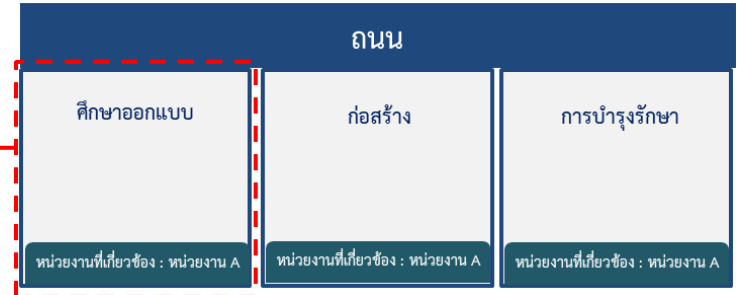 ถนน
ศึกษาออกแบบ
ก่อสร้าง
การบำรุงรักษา
หน่วยงานที่เกี่ยวข้อง : หน่วยงาน A
หน่วยงานที่เกี่ยวข้อง : หน่วยงาน A
หน่วยงานที่เกี่ยวข้อง : หน่วยงาน A